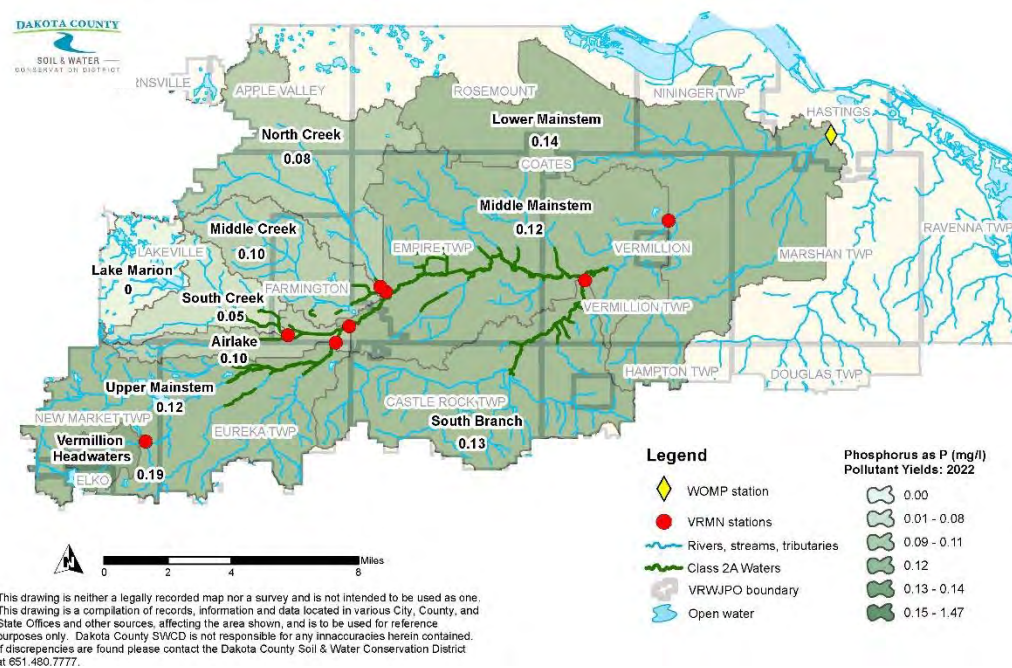 DAKOTA COUNTY
SOIL & WATER
CONSERVATION DISTRICT
RNSVILLE
APPLE VALLEY
ROSEMOUNT
NININGER TWP
HASTINGS
Lower Mainstem
0.14
North Creek
0.08
COATES
Middle Mainstem
0.12
Middle Creek
0.10
LAKEVILLE
EMPIRE TWP
VERMILLION
MARSHAN TWP
RAVENNA TWP
Lake Marion
0
FARMINGTON
South Creek
0.05
VERMILLION TWP
Airlake
0.10
HAMPTON TWP
DOUGLAS TWP
Upper Mainstem
0.12
CASTLE ROCK TWP
NEW MARKET TWP
EUREKA TWP
South Branch
0.13
Vermillion
Headwaters
0.19
ELKO
Legend
WOMP station
VRMN stations
Rivers, streams, tributaries
Class 2A Waters
VRWJPO boundary
Open water
Phosphorus as P (mg/l)
Pollutant Yields: 2022
0.00
0.01 - 0.08
0.09 - 0.11
0.12
0.13 - 0.14
0.15 - 1.47
N
Miles
0 2 4 8
This drawing is neither a legally recorded map nor a survey and is not intended to be used as one.
This drawing is a compilation of records, information and data located in various City, County, and
State Offices and other sources, affecting the area shown, and is to be used for reference
purposes only. Dakota County SWCD is not responsible for any innaccuracies herein contained.
If discrepencies are found please contact the Dakota County Soil & Water Conservation District
at 651.480.7777.